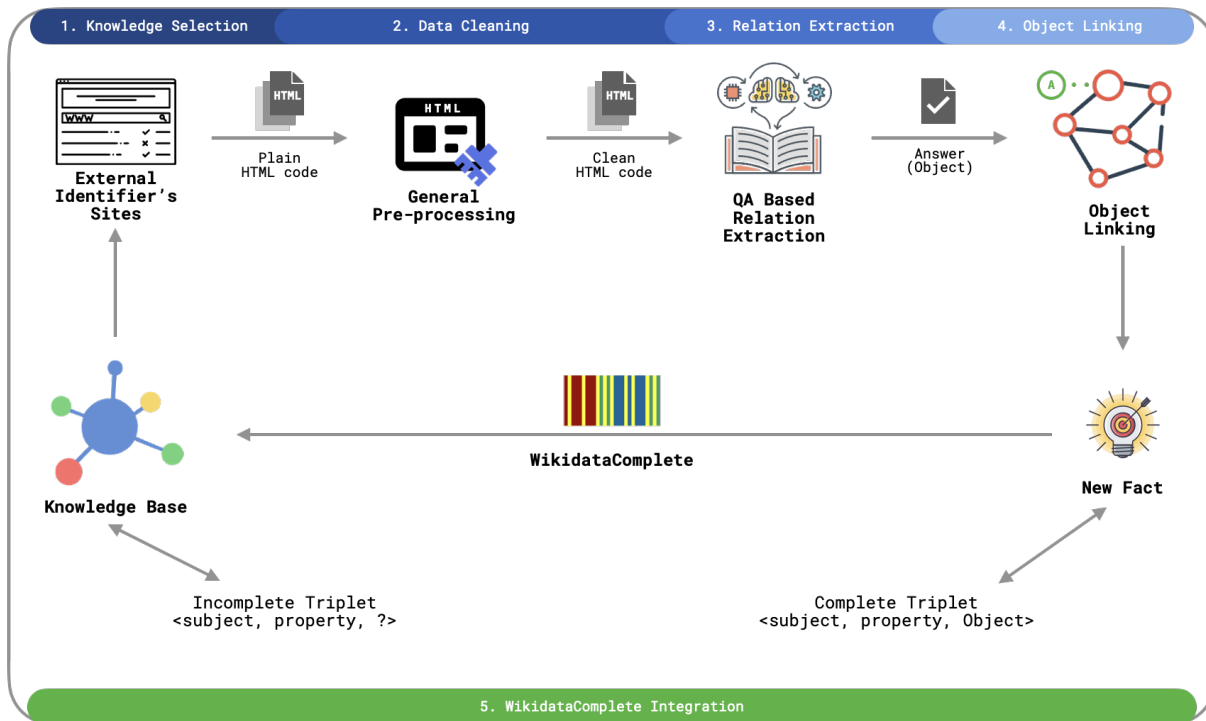 1. Knowledge Selection
2. Data Cleaning
3. Relation Extraction
4. Object Linking
WWW
External
Identifier’s
Sites
HTML
Plain
HTML code
HTML
General
Pre-processing
HTML
Clean
HTML code
QA Based
Relation
Extraction
Answer
(Object)
A
Object
Linking
Knowledge Base
WikidataComplete
New Fact
Incomplete Triplet
<subject, property, ?>
Complete Triplet
<subject, property, Object>
5. WikidataComplete Integration